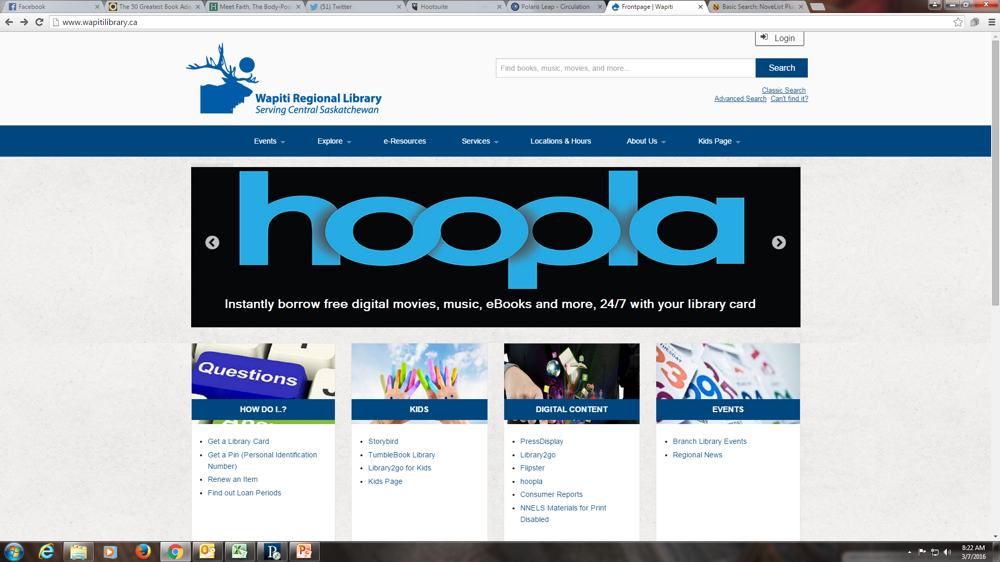 Facebook
The 50 Greatest Book Ada
Meet Faith, The Body-Posi
(51) Twitter
Hootsuite
Polaris Leap - Circulation
Frontpage | Wapiti
Basic Search: NoveList Plu
www.wapitilibrary.ca
Login
Find books, music, movies, and more...
Search
Classic Search
Advanced Search Can't find it?
Wapiti Regional Library
Serving Central Saskatchewan
Events
Explore
e-Resources
Services
Locations & Hours
About Us
Kids Page
hoopla
Instantly borrow free digital movies, music, eBooks and more, 24/7 with your library card
Questions
HOW DO I..?
Get a Library Card
Get a Pin (Personal Identification
Number)
Renew an Item
Find out Loan Periods
KIDS
Storybird
TumbleBook Library
Library2go for Kids
Kids Page
DIGITAL CONTENT
PressDisplay
Library2go
Flipster
hoopla
Consumer Reports
NNELS Materials for Print
Disabled
TUESDAY
EVENTS
Branch Library Events
Regional News
8:22 AM
3/7/2016